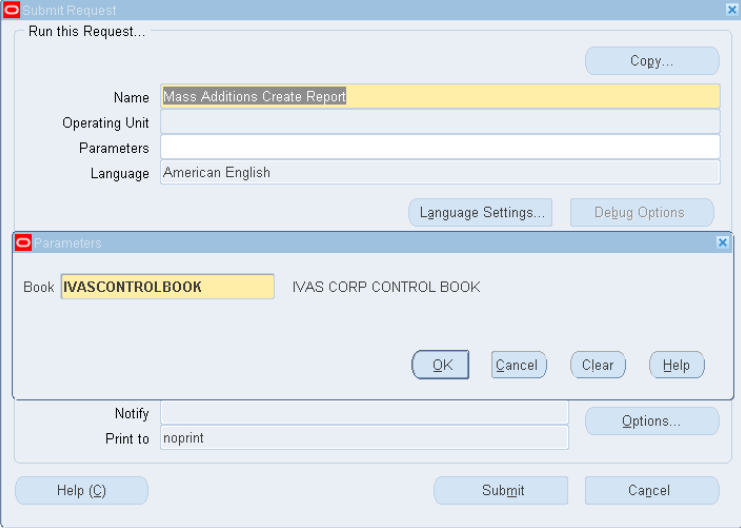 Submit Request
Run this Request...
Copy...
Name Mass Additions Create Report
Operating Unit
Parameters
Language American English
Language Settings... Debug Options
Parameters
Book IVASCONTROLBOOK IVAS CORP CONTROL BOOK
OK Cancel Clear Help
Notify
Options...
Print to noprint
Help (C) Submit Cancel